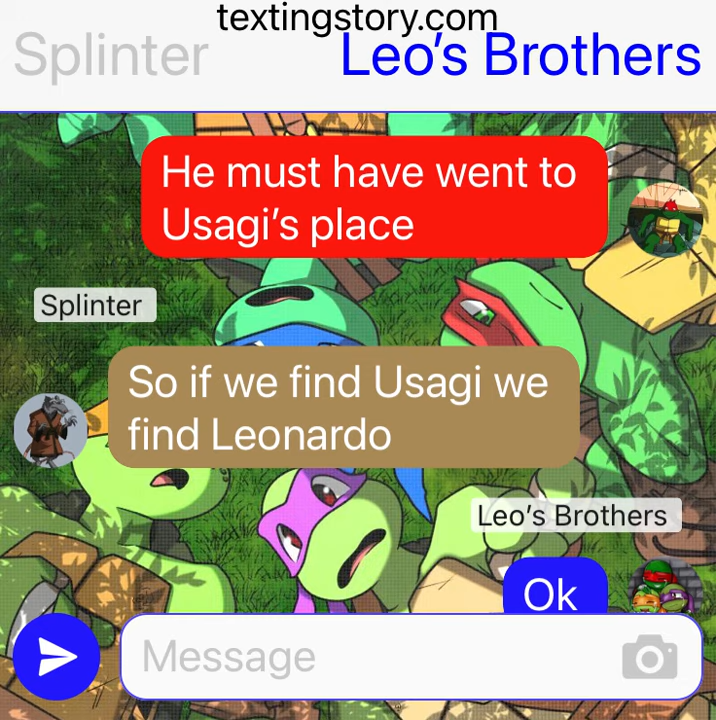 textingstory.com
Splinter
Leo's Brothers
He must have went to
Usagi's place
Splinter
So if we find Usagi we
find Leonardo
Leo's Brothers
Ok
Message